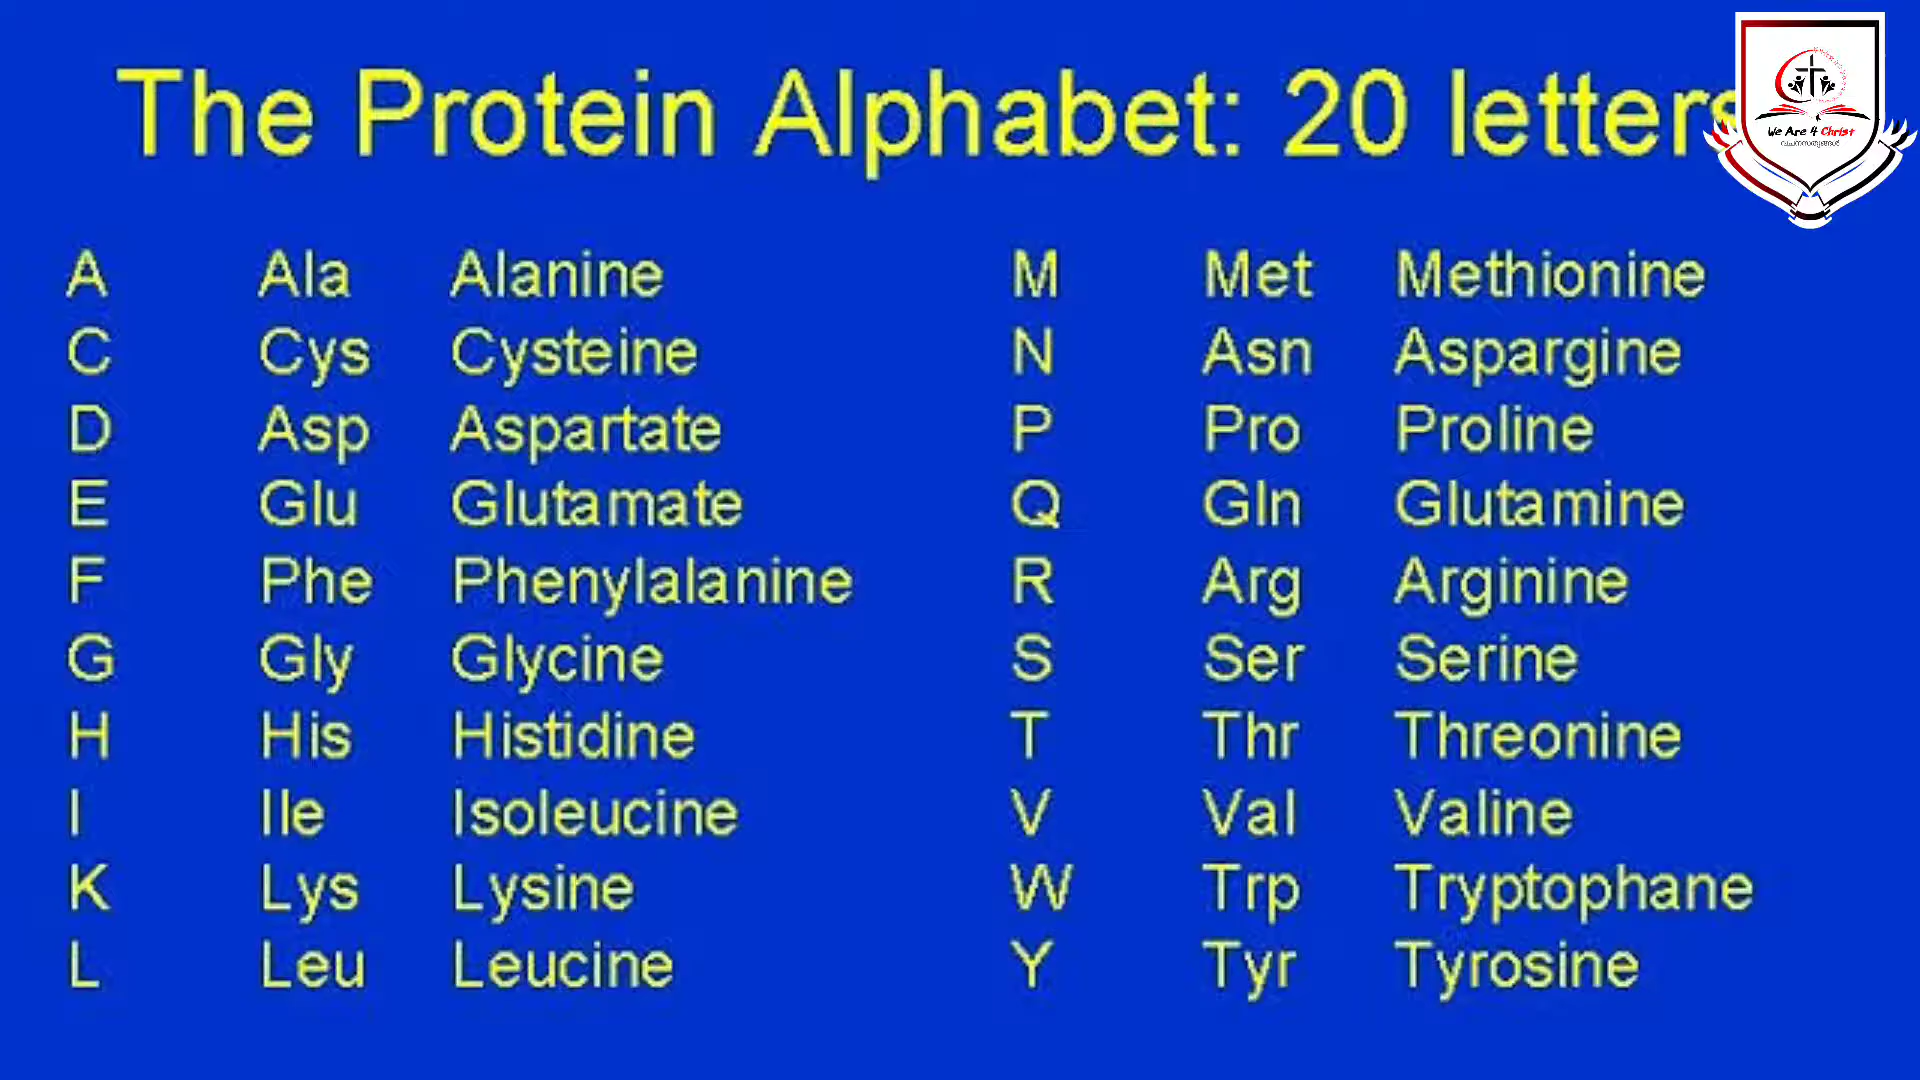 The Protein Alphabet: 20 letters
We Are 4 Christ
A Ala Alanine
C Cys Cysteine
D Asp Aspartate
E Glu Glutamate
F Phe Phenylalanine
G Gly Glycine
H His Histidine
I Ile Isoleucine
K Lys Lysine
L Leu Leucine
M Met Methionine
N Asn Aspargine
P Pro Proline
Q Gln Glutamine
R Arg Arginine
S Ser Serine
T Thr Threonine
V Val Valine
W Trp Tryptophane
Y Tyr Tyrosine